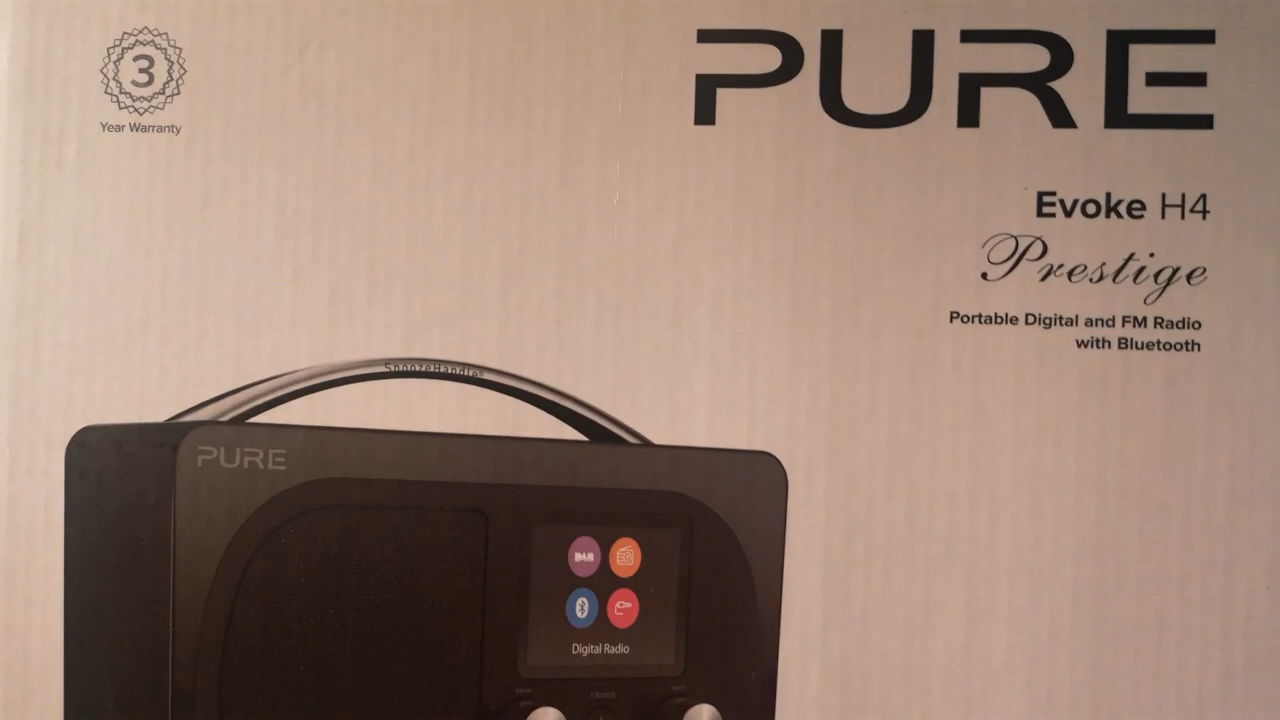 3
Year Warranty
PURE
Evoke H4
Prestige
Portable Digital and FM Radio
with Bluetooth
SnoozeHandle®
PURE
DAB
Digital Radio